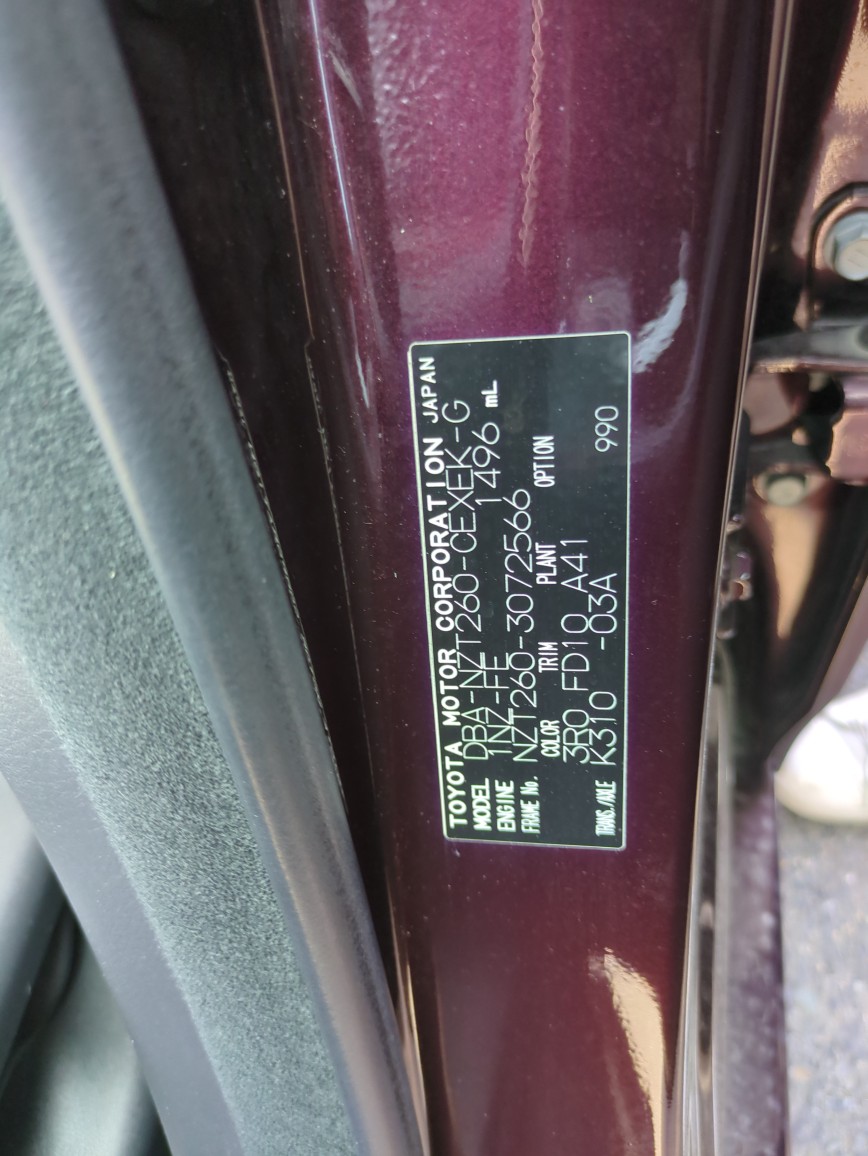 TOYOTA MOTOR CORPORATION JAPAN
MODEL DBA-NZT260-CEXEK-G
ENGINE 1NZ-FE 1496 mL
FRAME No. NZT260-3072566
COLOR TRIM PLANT OPTION
3R0 FD10 A41
TRANS./AXLE K310 -03A 990